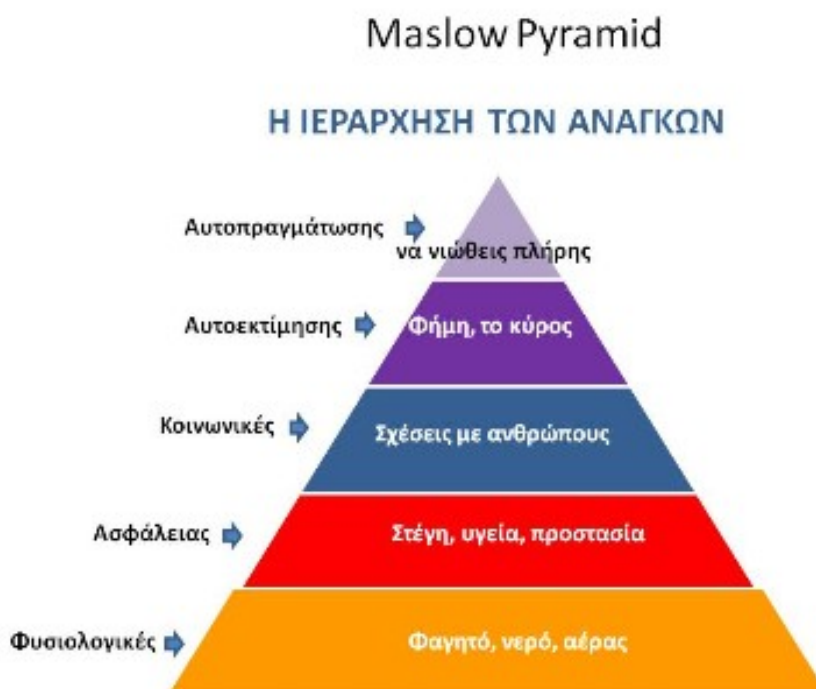 Maslow Pyramid
Η ΙΕΡΑΡΧΗΣΗ ΤΩΝ ΑΝΑΓΚΩΝ
Αυτοπραγμάτωσης
να νιώθεις πλήρης
Αυτοεκτίμησης
Φήμη, το κύρος
Κοινωνικές
Σχέσεις με ανθρώπους
Ασφάλειας
Στέγη, υγεία, προστασία
Φυσιολογικές
Φαγητό, νερό, αέρας